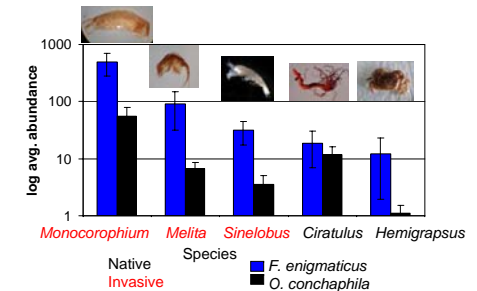 1000
100
10
1
log avg. abundance
Monocorophium Melita Sinelobus Ciratulus Hemigrapsus
Species
Native
Invasive
F. enigmaticus
O. conchaphila